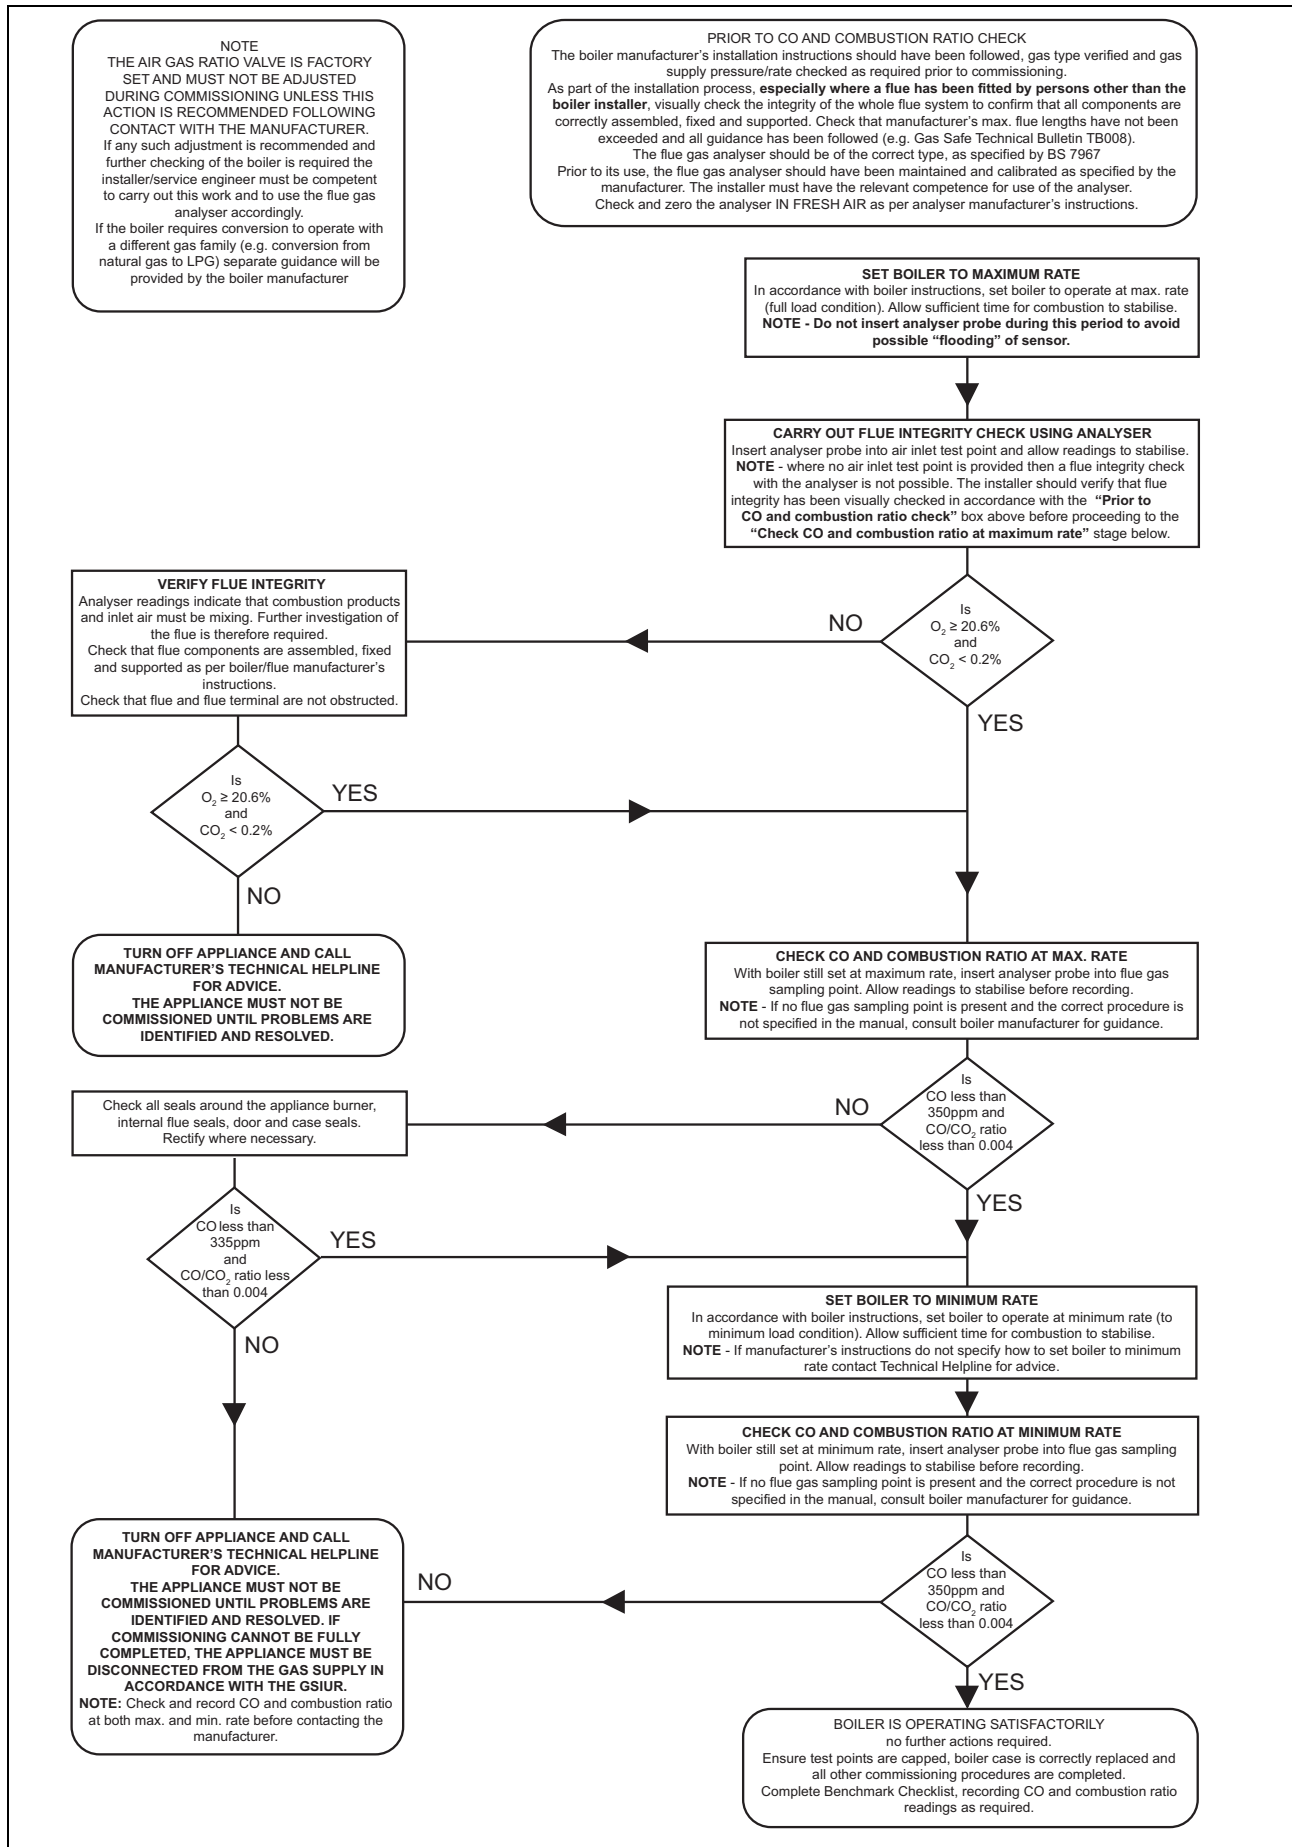 NOTE
THE AIR GAS RATIO VALVE IS FACTORY
SET AND MUST NOT BE ADJUSTED
DURING COMMISSIONING UNLESS THIS
ACTION IS RECOMMENDED FOLLOWING
CONTACT WITH THE MANUFACTURER.
If any such adjustment is recommended and
further checking of the boiler is required the
installer/service engineer must be competent
to carry out this work and to use the flue gas
analyser accordingly.
If the boiler requires conversion to operate with
a different gas family (e.g. conversion from
natural gas to LPG) separate guidance will be
provided by the boiler manufacturer
PRIOR TO CO AND COMBUSTION RATIO CHECK
The boiler manufacturer's installation instructions should have been followed, gas type verified and gas
supply pressure/rate checked as required prior to commissioning.
As part of the installation process, especially where a flue has been fitted by persons other than the
boiler installer, visually check the integrity of the whole flue system to confirm that all components are
correctly assembled, fixed and supported. Check that manufacturer's max. flue lengths have not been
exceeded and all guidance has been followed (e.g. Gas Safe Technical Bulletin TB008).
The flue gas analyser should be of the correct type, as specified by BS 7967
Prior to its use, the flue gas analyser should have been maintained and calibrated as specified by the
manufacturer. The installer must have the relevant competence for use of the analyser.
Check and zero the analyser IN FRESH AIR as per analyser manufacturer's instructions.
SET BOILER TO MAXIMUM RATE
In accordance with boiler instructions, set boiler to operate at max. rate
(full load condition). Allow sufficient time for combustion to stabilise.
NOTE - Do not insert analyser probe during this period to avoid
possible “flooding” of sensor.
CARRY OUT FLUE INTEGRITY CHECK USING ANALYSER
Insert analyser probe into air inlet test point and allow readings to stabilise.
NOTE - where no air inlet test point is provided then a flue integrity check
with the analyser is not possible. The installer should verify that flue
integrity has been visually checked in accordance with the “Prior to
CO and combustion ratio check” box above before proceeding to the
“Check CO and combustion ratio at maximum rate” stage below.
Is
O₂ ≥ 20.6%
and
CO₂ < 0.2%
NO
YES
VERIFY FLUE INTEGRITY
Analyser readings indicate that combustion products
and inlet air must be mixing. Further investigation of
the flue is therefore required.
Check that flue components are assembled, fixed
and supported as per boiler/flue manufacturer's
instructions.
Check that flue and flue terminal are not obstructed.
Is
O₂ ≥ 20.6%
and
CO₂ < 0.2%
YES
NO
TURN OFF APPLIANCE AND CALL
MANUFACTURER'S TECHNICAL HELPLINE
FOR ADVICE.
THE APPLIANCE MUST NOT BE
COMMISSIONED UNTIL PROBLEMS ARE
IDENTIFIED AND RESOLVED.
CHECK CO AND COMBUSTION RATIO AT MAX. RATE
With boiler still set at maximum rate, insert analyser probe into flue gas
sampling point. Allow readings to stabilise before recording.
NOTE - If no flue gas sampling point is present and the correct procedure is
not specified in the manual, consult boiler manufacturer for guidance.
Is
CO less than
350ppm and
CO/CO₂ ratio
less than 0.004
NO
YES
Check all seals around the appliance burner,
internal flue seals, door and case seals.
Rectify where necessary.
Is
CO less than
335ppm
and
CO/CO₂ ratio less
than 0.004
YES
NO
SET BOILER TO MINIMUM RATE
In accordance with boiler instructions, set boiler to operate at minimum rate (to
minimum load condition). Allow sufficient time for combustion to stabilise.
NOTE - If manufacturer's instructions do not specify how to set boiler to minimum
rate contact Technical Helpline for advice.
CHECK CO AND COMBUSTION RATIO AT MINIMUM RATE
With boiler still set at minimum rate, insert analyser probe into flue gas sampling
point. Allow readings to stabilise before recording.
NOTE - If no flue gas sampling point is present and the correct procedure is not
specified in the manual, consult boiler manufacturer for guidance.
Is
CO less than
350ppm and
CO/CO₂ ratio
less than 0.004
NO
YES
TURN OFF APPLIANCE AND CALL
MANUFACTURER'S TECHNICAL HELPLINE
FOR ADVICE.
THE APPLIANCE MUST NOT BE
COMMISSIONED UNTIL PROBLEMS ARE
IDENTIFIED AND RESOLVED. IF
COMMISSIONING CANNOT BE FULLY
COMPLETED, THE APPLIANCE MUST BE
DISCONNECTED FROM THE GAS SUPPLY IN
ACCORDANCE WITH THE GSIUR.
NOTE: Check and record CO and combustion ratio
at both max. and min. rate before contacting the
manufacturer.
BOILER IS OPERATING SATISFACTORILY
no further actions required.
Ensure test points are capped, boiler case is correctly replaced and
all other commissioning procedures are completed.
Complete Benchmark Checklist, recording CO and combustion ratio
readings as required.